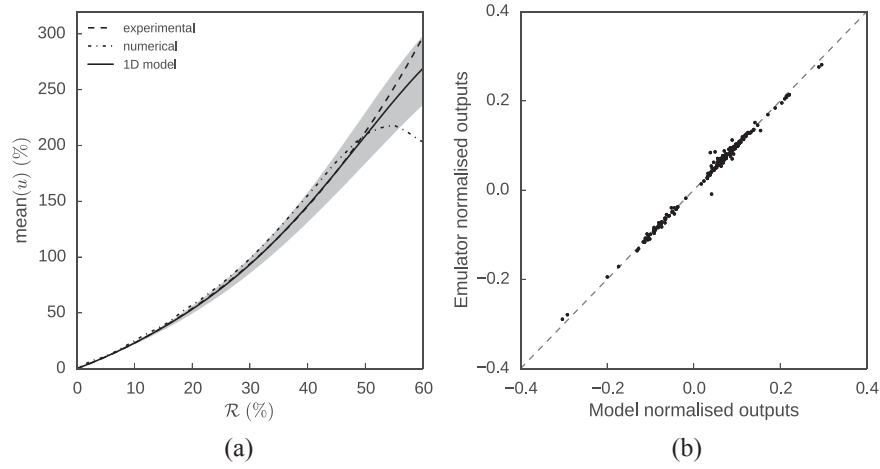 300
250
200
150
100
50
0
mean(u) (%)
experimental
numerical
1D model
0 10 20 30 40 50 60
R (%)
(a)
0.4
0.2
0.0
−0.2
−0.4
Emulator normalised outputs
−0.4 −0.2 0.0 0.2 0.4
Model normalised outputs
(b)